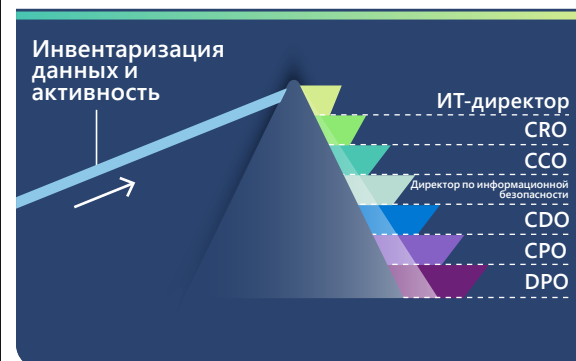 Инвентаризация
данных и
активность
ИТ-директор
CRO
CCO
Директор по информационной
безопасности
CDO
CPO
DPO